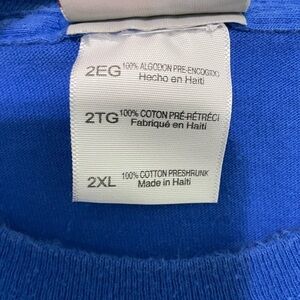 100% ALGODON PRE-ENCOGIDO
2EG
Hecho en Haiti
100% COTON PRÉ-RÉTRÉCI
2TG
Fabriqué en Haiti
100% COTTON PRESHRUNK
2XL
Made in Haiti